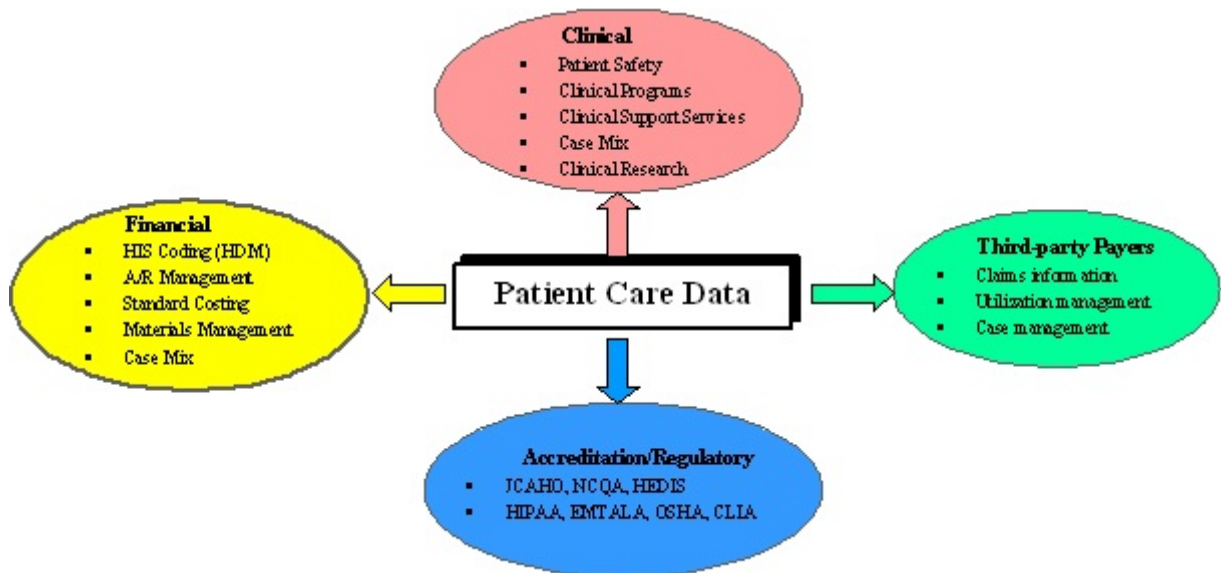 Clinical
▪ Patient Safety
▪ Clinical Programs
▪ Clinical Support Services
▪ Case Mix
▪ Clinical Research
Financial
▪ HIS Coding (HDM)
▪ A/R Management
▪ Standard Costing
▪ Materials Management
▪ Case Mix
Patient Care Data
Third-party Payers
▪ Claims information
▪ Utilization management
▪ Case management
Accreditation/Regulatory
▪ JCAHO, NCQA, HEDIS
▪ HIPAA, EMTALA, OSHA, CLIA